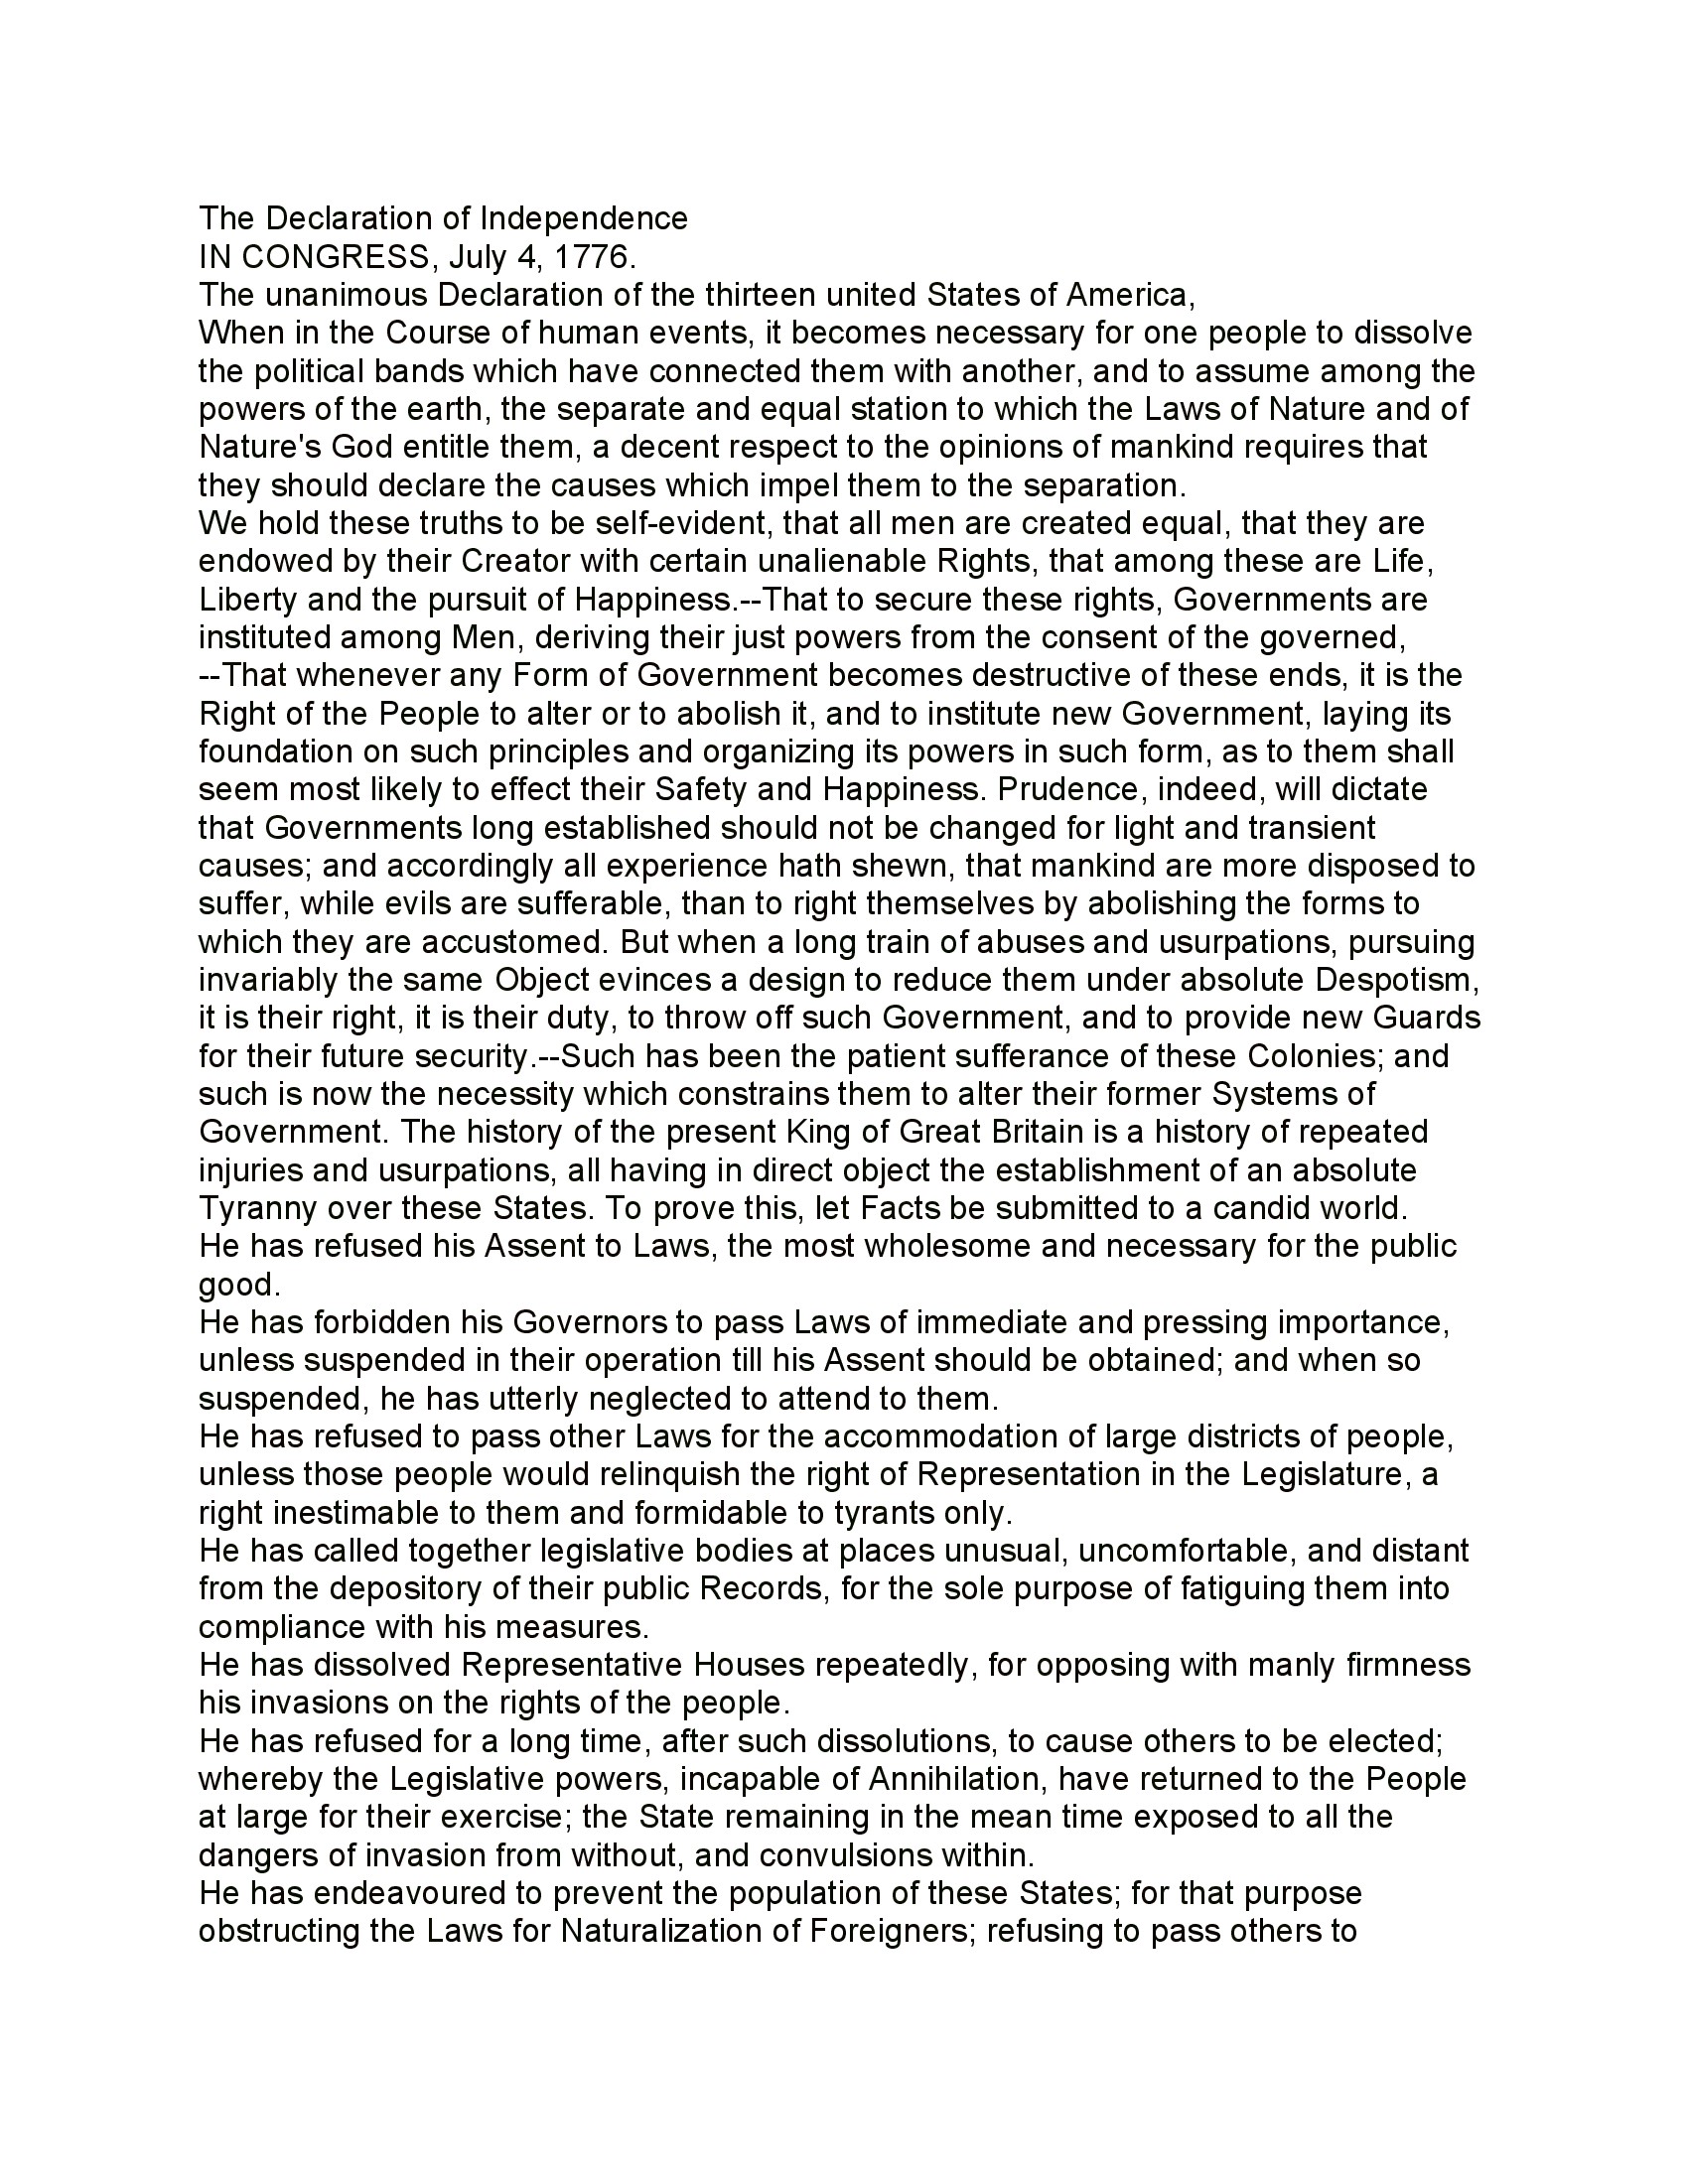 The Declaration of Independence
IN CONGRESS, July 4, 1776.
The unanimous Declaration of the thirteen united States of America,
When in the Course of human events, it becomes necessary for one people to dissolve
the political bands which have connected them with another, and to assume among the
powers of the earth, the separate and equal station to which the Laws of Nature and of
Nature's God entitle them, a decent respect to the opinions of mankind requires that
they should declare the causes which impel them to the separation.
We hold these truths to be self-evident, that all men are created equal, that they are
endowed by their Creator with certain unalienable Rights, that among these are Life,
Liberty and the pursuit of Happiness.--That to secure these rights, Governments are
instituted among Men, deriving their just powers from the consent of the governed,
--That whenever any Form of Government becomes destructive of these ends, it is the
Right of the People to alter or to abolish it, and to institute new Government, laying its
foundation on such principles and organizing its powers in such form, as to them shall
seem most likely to effect their Safety and Happiness. Prudence, indeed, will dictate
that Governments long established should not be changed for light and transient
causes; and accordingly all experience hath shewn, that mankind are more disposed to
suffer, while evils are sufferable, than to right themselves by abolishing the forms to
which they are accustomed. But when a long train of abuses and usurpations, pursuing
invariably the same Object evinces a design to reduce them under absolute Despotism,
it is their right, it is their duty, to throw off such Government, and to provide new Guards
for their future security.--Such has been the patient sufferance of these Colonies; and
such is now the necessity which constrains them to alter their former Systems of
Government. The history of the present King of Great Britain is a history of repeated
injuries and usurpations, all having in direct object the establishment of an absolute
Tyranny over these States. To prove this, let Facts be submitted to a candid world.
He has refused his Assent to Laws, the most wholesome and necessary for the public
good.
He has forbidden his Governors to pass Laws of immediate and pressing importance,
unless suspended in their operation till his Assent should be obtained; and when so
suspended, he has utterly neglected to attend to them.
He has refused to pass other Laws for the accommodation of large districts of people,
unless those people would relinquish the right of Representation in the Legislature, a
right inestimable to them and formidable to tyrants only.
He has called together legislative bodies at places unusual, uncomfortable, and distant
from the depository of their public Records, for the sole purpose of fatiguing them into
compliance with his measures.
He has dissolved Representative Houses repeatedly, for opposing with manly firmness
his invasions on the rights of the people.
He has refused for a long time, after such dissolutions, to cause others to be elected;
whereby the Legislative powers, incapable of Annihilation, have returned to the People
at large for their exercise; the State remaining in the mean time exposed to all the
dangers of invasion from without, and convulsions within.
He has endeavoured to prevent the population of these States; for that purpose
obstructing the Laws for Naturalization of Foreigners; refusing to pass others to